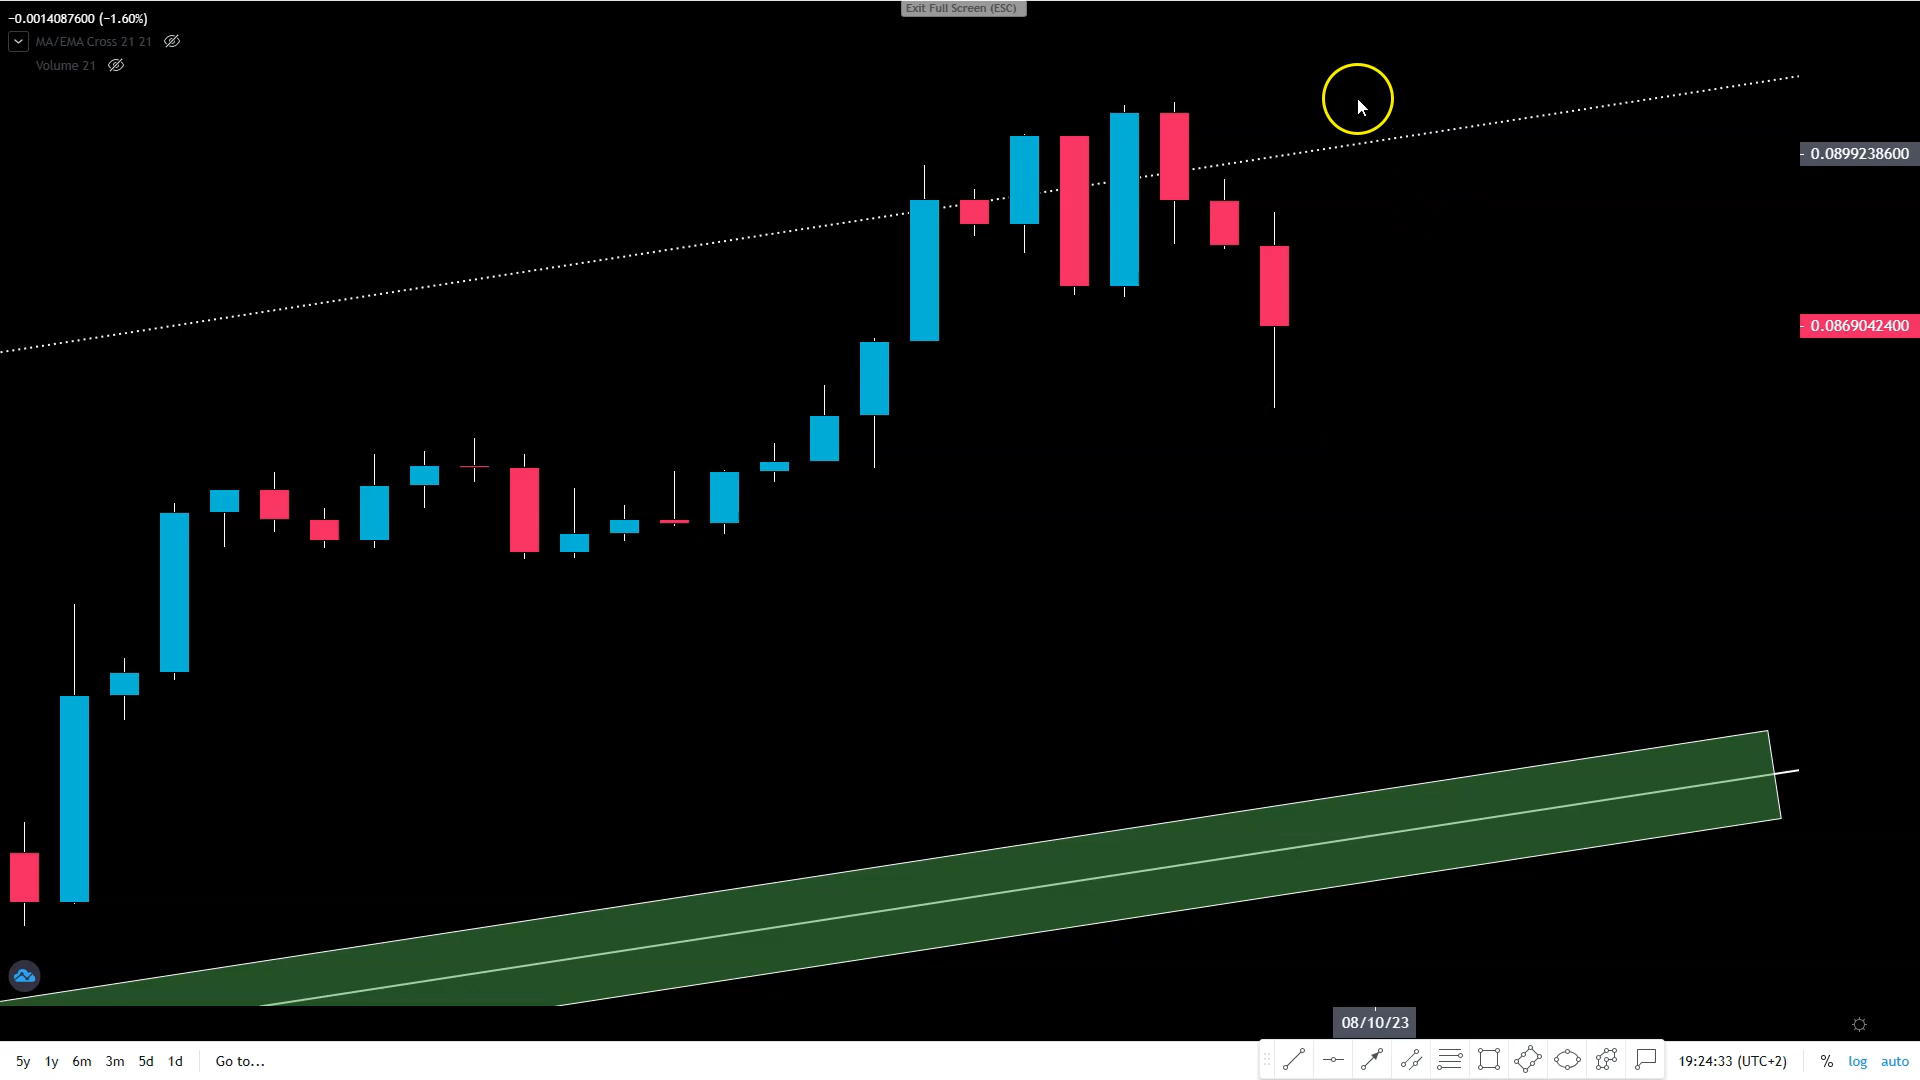 Exit Full Screen (ESC)
−0.0014087600 (−1.60%)
MA/EMA Cross 21 21
Volume 21
0.0899238600
0.0869042400
08/10/23
5y 1y 6m 3m 5d 1d Go to... 19:24:33 (UTC+2) % log auto